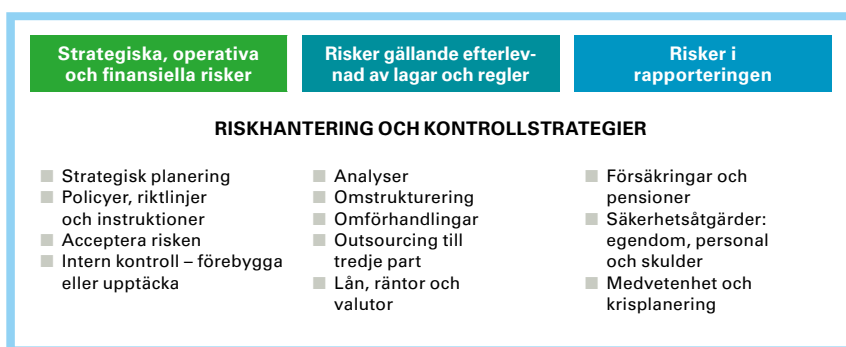 Strategiska, operativa
och finansiella risker
Risker gällande efterlev-
nad av lagar och regler
Risker i
rapporteringen
RISKHANTERING OCH KONTROLLSTRATEGIER
Strategisk planering
Policyer, riktlinjer
och instruktioner
Acceptera risken
Intern kontroll – förebygga
eller upptäcka
Analyser
Omstrukturering
Omförhandlingar
Outsourcing till
tredje part
Lån, räntor och
valutor
Försäkringar och
pensioner
Säkerhetsåtgärder:
egendom, personal
och skulder
Medvetenhet och
krisplanering